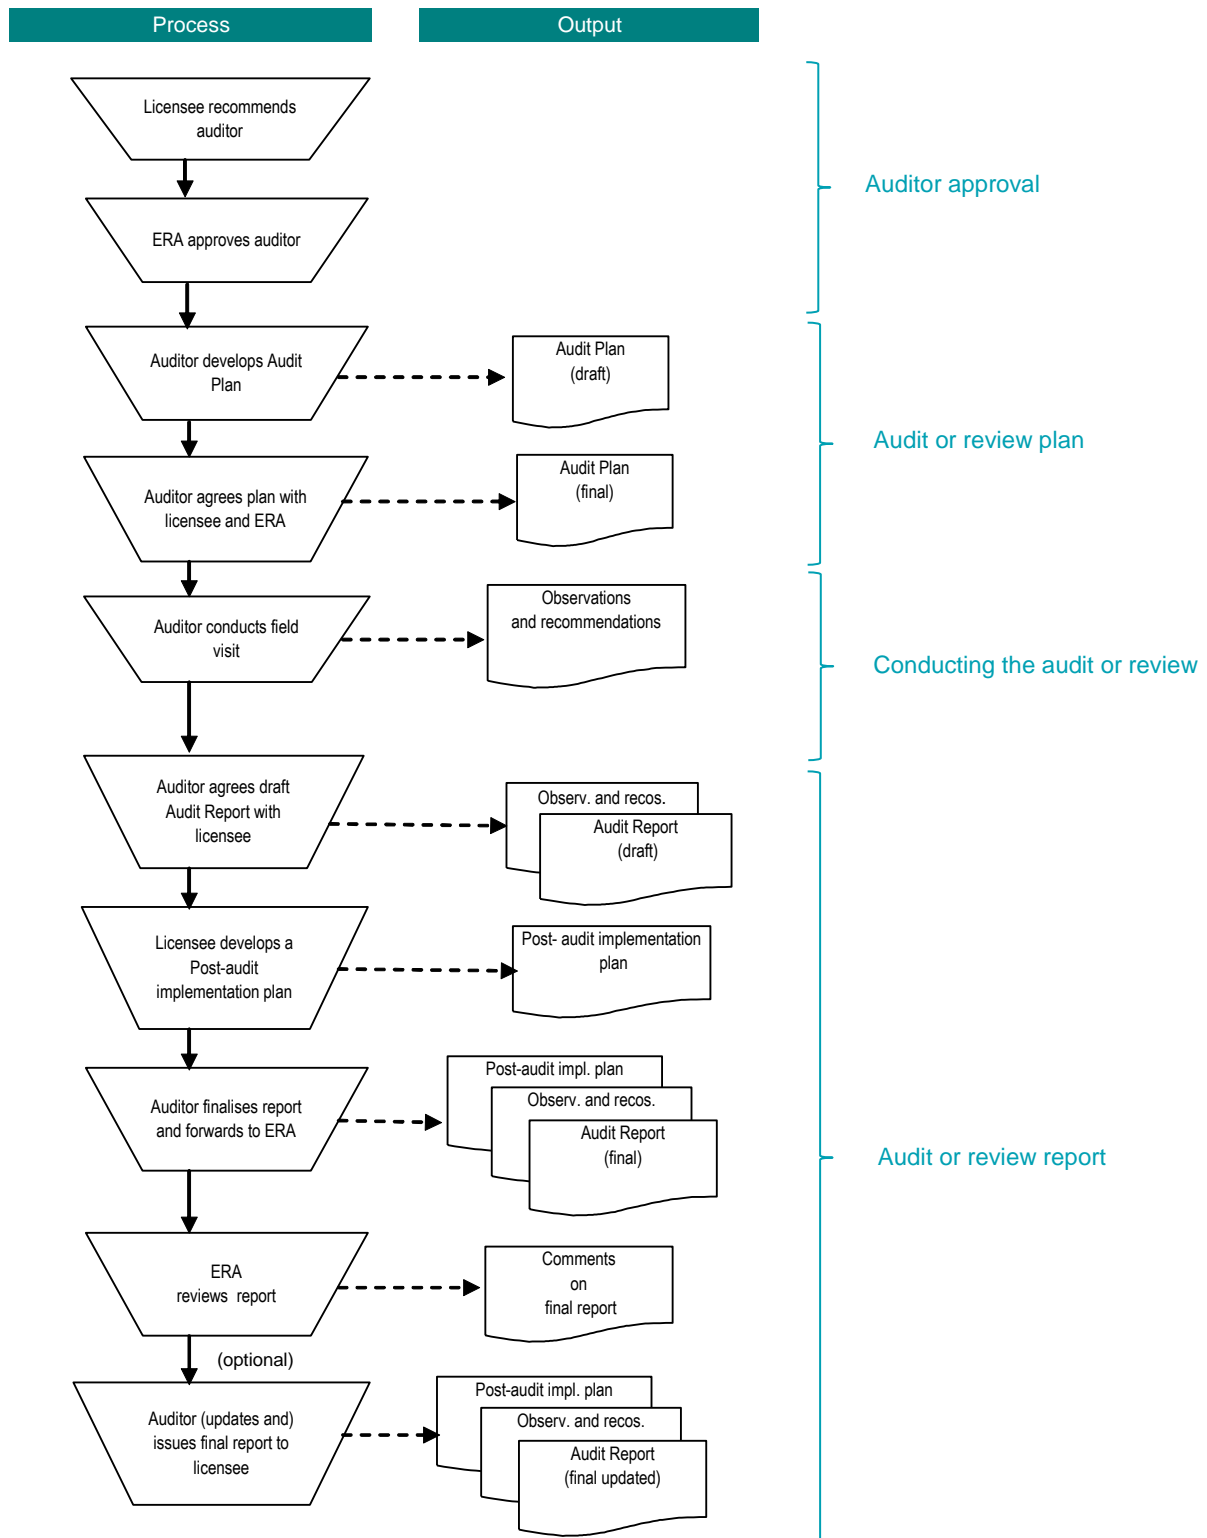 Process
Output
Licensee recommends
auditor
Auditor approval
ERA approves auditor
Auditor develops Audit
Plan
Audit Plan
(draft)
Audit or review plan
Auditor agrees plan with
licensee and ERA
Audit Plan
(final)
Auditor conducts field
visit
Observations
and recommendations
Conducting the audit or review
Auditor agrees draft
Audit Report with
licensee
Observ. and recos.
Audit Report
(draft)
Licensee develops a
Post-audit
implementation plan
Post- audit implementation
plan
Auditor finalises report
and forwards to ERA
Post-audit impl. plan
Observ. and recos.
Audit Report
(final)
Audit or review report
ERA
reviews report
Comments
on
final report
(optional)
Auditor (updates and)
issues final report to
licensee
Post-audit impl. plan
Observ. and recos.
Audit Report
(final updated)